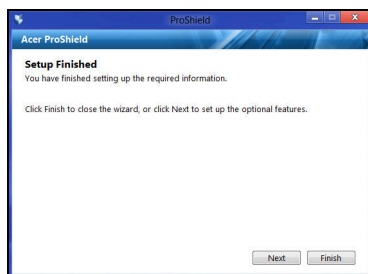 ProShield
Acer ProShield
Setup Finished
You have finished setting up the required information.
Click Finish to close the wizard, or click Next to set up the optional features.
Next
Finish